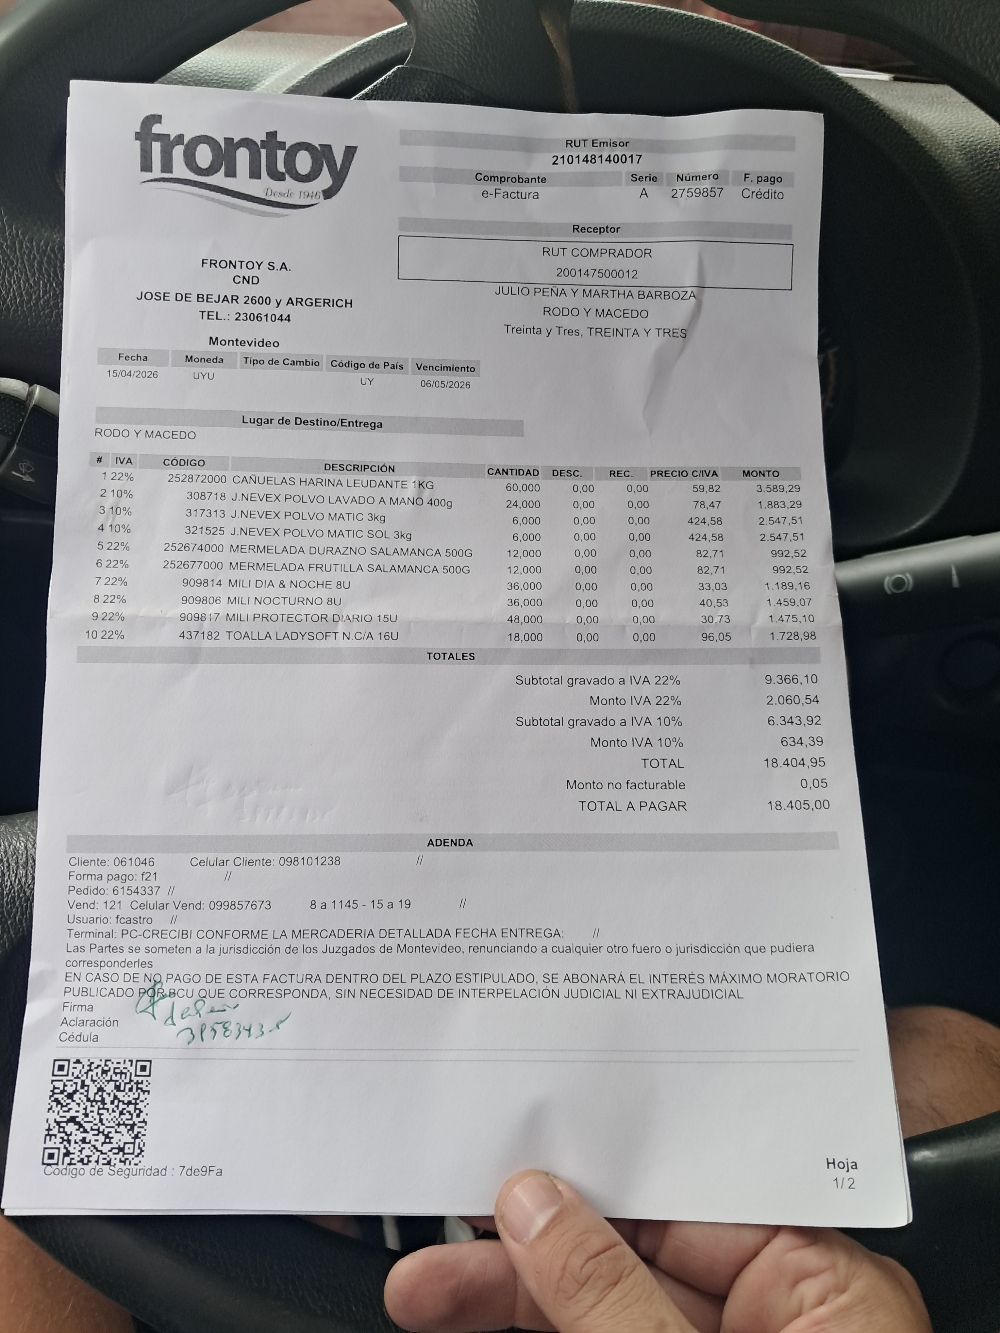 frontoy
Desde 1946
RUT Emisor
210148140017
Comprobante Serie Número F. pago
e-Factura A 2759857 Crédito
Receptor
RUT COMPRADOR
200147500012
JULIO PEÑA Y MARTHA BARBOZA
RODO Y MACEDO
Treinta y Tres, TREINTA Y TRES
FRONTOY S.A.
CND
JOSE DE BEJAR 2600 y ARGERICH
TEL.: 23061044
Montevideo
Fecha Moneda Tipo de Cambio Código de País Vencimiento
15/04/2026 UYU UY 06/05/2026
Lugar de Destino/Entrega
RODO Y MACEDO
# IVA CÓDIGO DESCRIPCIÓN CANTIDAD DESC. REC. PRECIO C/IVA MONTO
1 22% 252872000 CAÑUELAS HARINA LEUDANTE 1KG 60,000 0,00 0,00 59,82 3.589,29
2 10% 308718 J.NEVEX POLVO LAVADO A MANO 400g 24,000 0,00 0,00 78,47 1.883,29
3 10% 317313 J.NEVEX POLVO MATIC 3kg 6,000 0,00 0,00 424,58 2.547,51
4 10% 321525 J.NEVEX POLVO MATIC SOL 3kg 6,000 0,00 0,00 424,58 2.547,51
5 22% 252674000 MERMELADA DURAZNO SALAMANCA 500G 12,000 0,00 0,00 82,71 992,52
6 22% 252677000 MERMELADA FRUTILLA SALAMANCA 500G 12,000 0,00 0,00 82,71 992,52
7 22% 909814 MILI DIA & NOCHE 8U 36,000 0,00 0,00 33,03 1.189,16
8 22% 909806 MILI NOCTURNO 8U 36,000 0,00 0,00 40,53 1.459,07
9 22% 909817 MILI PROTECTOR DIARIO 15U 48,000 0,00 0,00 30,73 1.475,10
10 22% 437182 TOALLA LADYSOFT N.C/A 16U 18,000 0,00 0,00 96,05 1.728,98
TOTALES
Subtotal gravado a IVA 22% 9.366,10
Monto IVA 22% 2.060,54
Subtotal gravado a IVA 10% 6.343,92
Monto IVA 10% 634,39
TOTAL 18.404,95
Monto no facturable 0,05
TOTAL A PAGAR 18.405,00
ADENDA
Cliente: 061046 Celular Cliente: 098101238 //
Forma pago: f21 //
Pedido: 6154337 //
Vend: 121 Celular Vend: 099857673 8 a 1145 - 15 a 19 //
Usuario: fcastro //
Terminal: PC-CRECIBI CONFORME LA MERCADERIA DETALLADA FECHA ENTREGA: //
Las Partes se someten a la jurisdicción de los Juzgados de Montevideo, renunciando a cualquier otro fuero o jurisdicción que pudiera
corresponderles
EN CASO DE NO PAGO DE ESTA FACTURA DENTRO DEL PLAZO ESTIPULADO, SE ABONARÁ EL INTERÉS MÁXIMO MORATORIO
PUBLICADO POR BCU QUE CORRESPONDA, SIN NECESIDAD DE INTERPELACIÓN JUDICIAL NI EXTRAJUDICIAL
Firma
Aclaración
Cédula
Código de Seguridad : 7de9Fa
Hoja
1/2